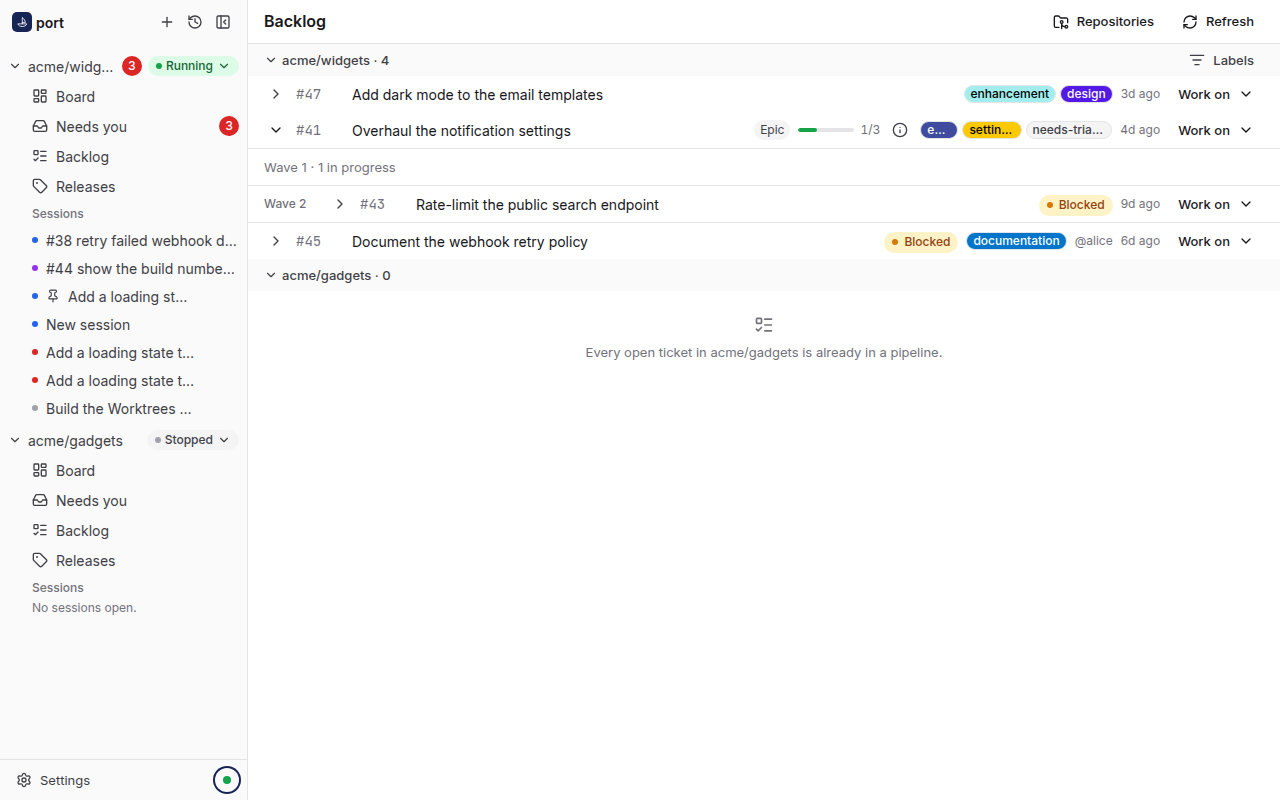 port
acme/widg... 3 Running
Board
Needs you 3
Backlog
Releases
Sessions
#38 retry failed webhook d...
#44 show the build numbe...
Add a loading st...
New session
Add a loading state t...
Add a loading state t...
Build the Worktrees ...
acme/gadgets Stopped
Board
Needs you
Backlog
Releases
Sessions
No sessions open.
Settings
Backlog Repositories Refresh
acme/widgets · 4 Labels
#47 Add dark mode to the email templates enhancement design 3d ago Work on
#41 Overhaul the notification settings Epic 1/3 e... settin... needs-tria... 4d ago Work on
Wave 1 · 1 in progress
Wave 2 #43 Rate-limit the public search endpoint Blocked 9d ago Work on
#45 Document the webhook retry policy Blocked documentation @alice 6d ago Work on
acme/gadgets · 0
Every open ticket in acme/gadgets is already in a pipeline.